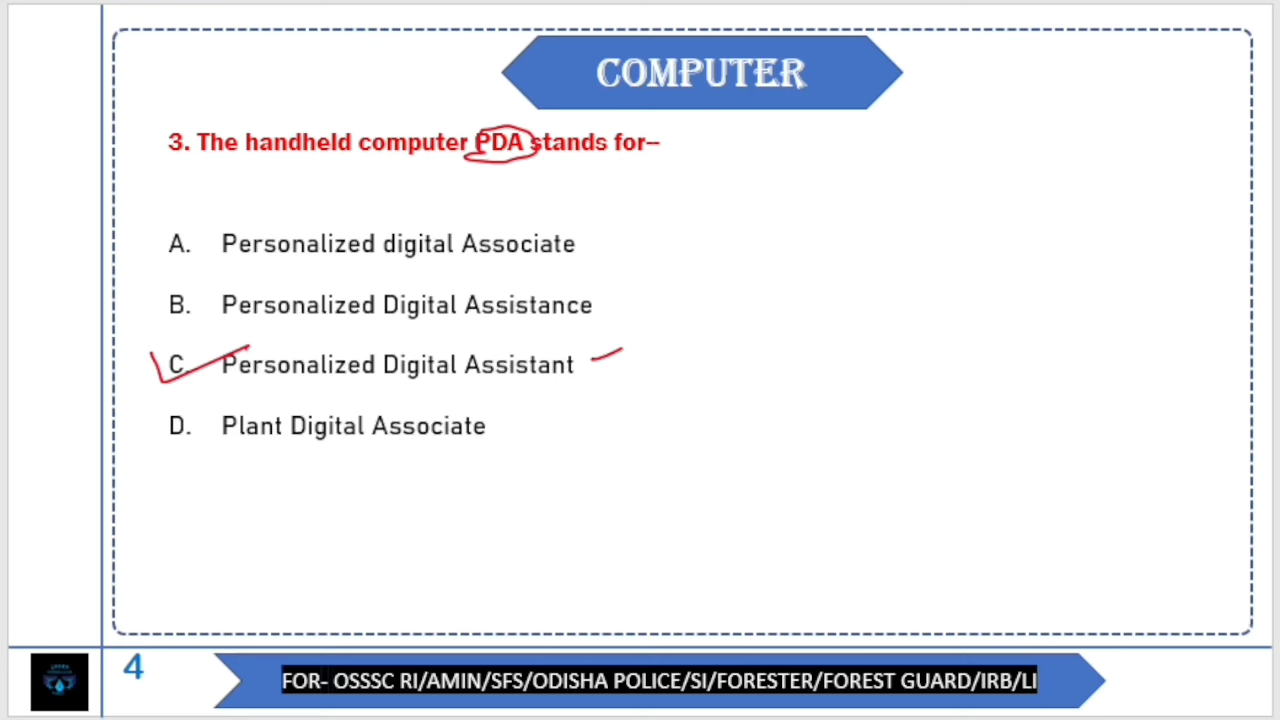 COMPUTER
3. The handheld computer PDA stands for–
A. Personalized digital Associate
B. Personalized Digital Assistance
C. Personalized Digital Assistant
D. Plant Digital Associate
4
FOR- OSSSC RI/AMIN/SFS/ODISHA POLICE/SI/FORESTER/FOREST GUARD/IRB/LI